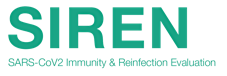 SIREN
SARS-CoV2 Immunity & Reinfection Evaluation